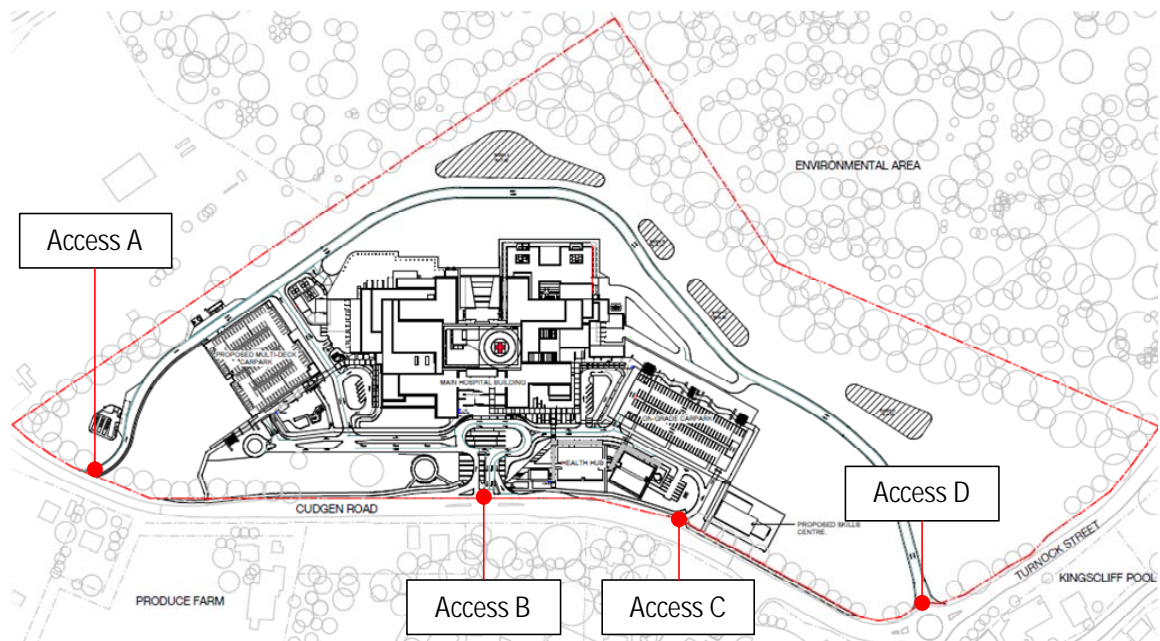 ENVIRONMENTAL AREA
Access A
PROPOSED MULTI-DECK
CARPARK
MAIN HOSPITAL BUILDING
ON-GRADE CARPARK
HEALTH HUB
Access D
CUDGEN ROAD
PROPOSED SKILLS
CENTRE.
TURNOCK STREET
KINGSCLIFF POOL
PRODUCE FARM
Access B
Access C